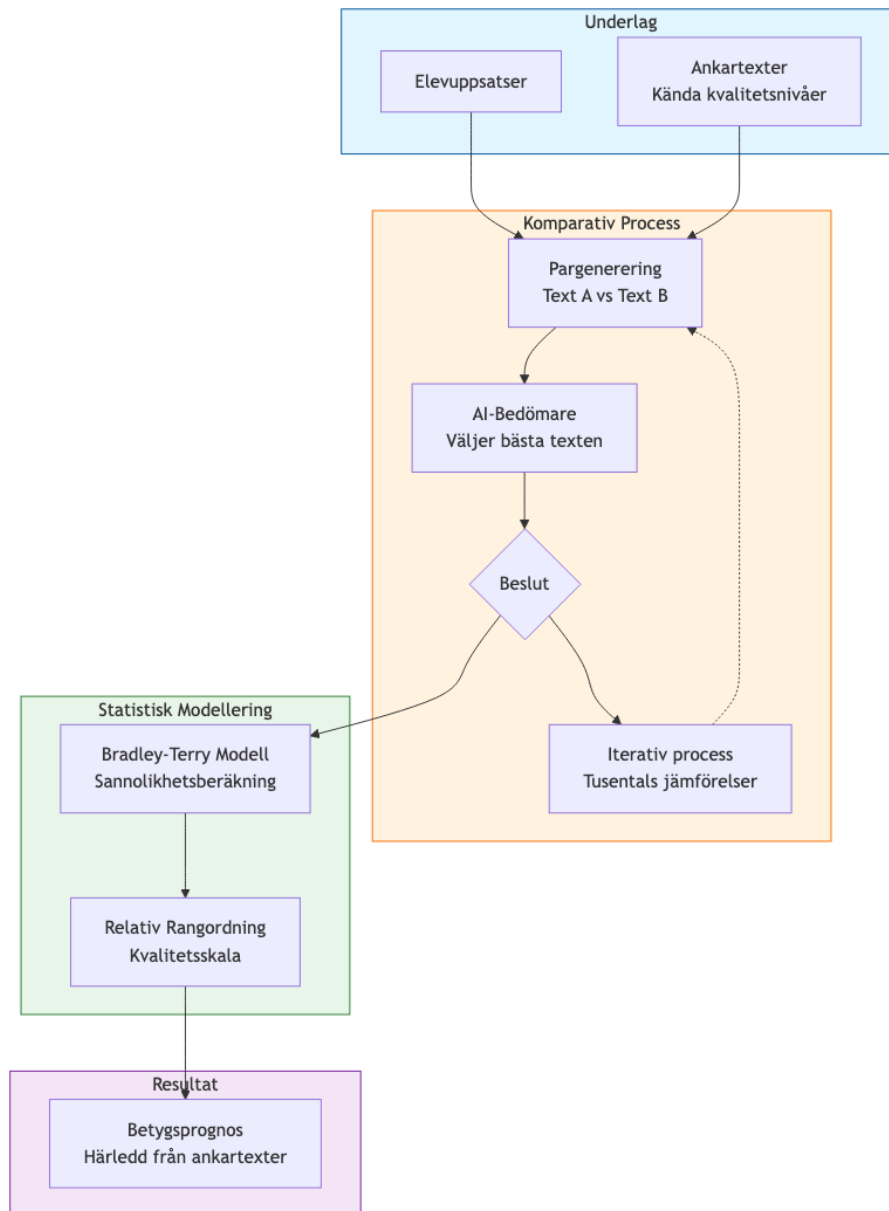 Underlag
Elevuppsatser
Ankartexter
Kända kvalitetsnivåer
Komparativ Process
Pargenerering
Text A vs Text B
AI-Bedömare
Väljer bästa texten
Beslut
Statistisk Modellering
Bradley-Terry Modell
Sannolikhetsberäkning
Iterativ process
Tusentals jämförelser
Relativ Rangordning
Kvalitetsskala
Resultat
Betygsprognos
Härledd från ankartexter